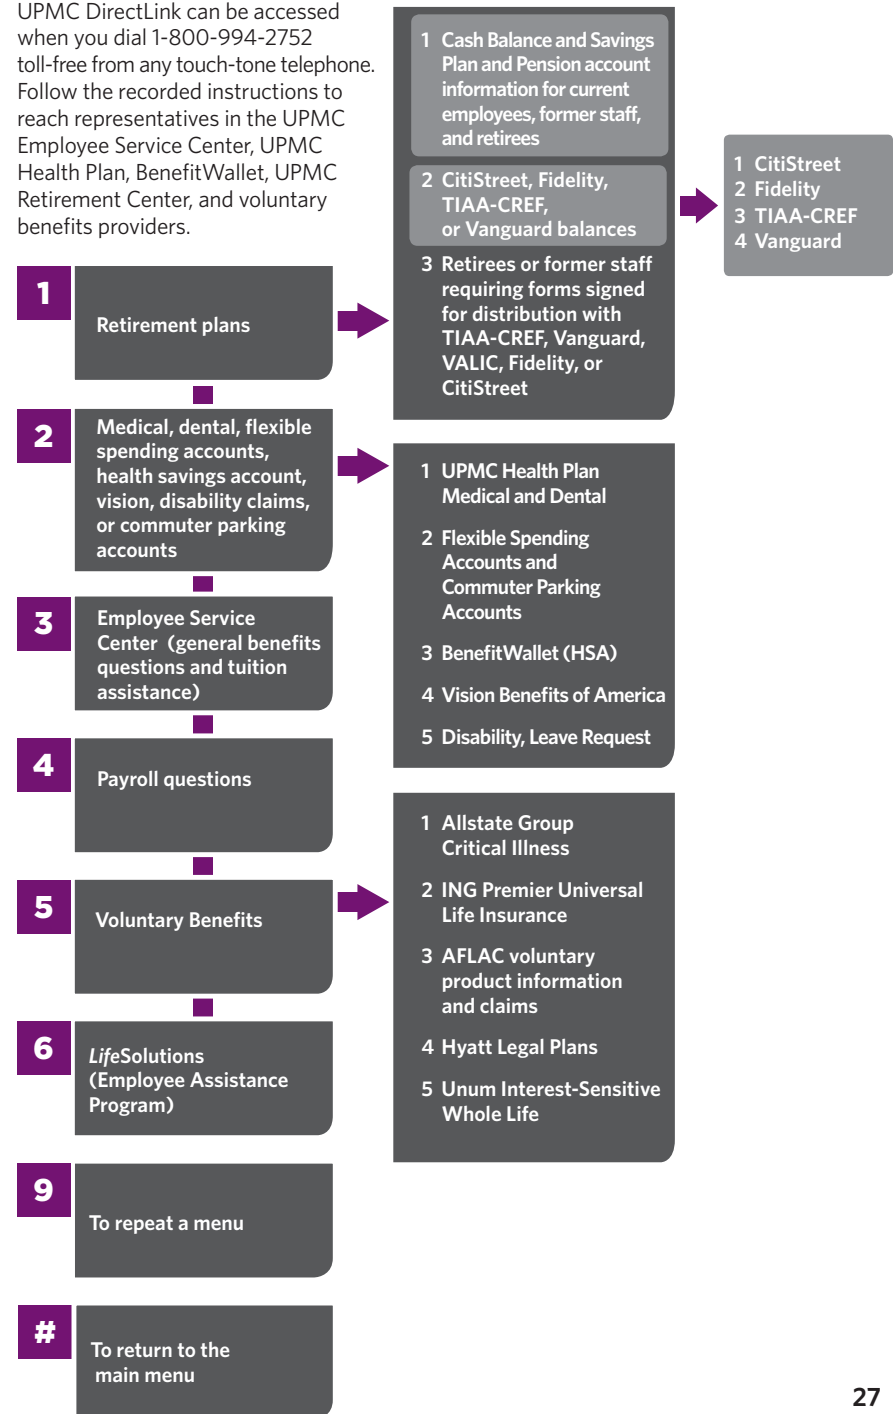 UPMC DirectLink can be accessed
when you dial 1-800-994-2752
toll-free from any touch-tone telephone.
Follow the recorded instructions to
reach representatives in the UPMC
Employee Service Center, UPMC
Health Plan, BenefitWallet, UPMC
Retirement Center, and voluntary
benefits providers.
1
Retirement plans
1 Cash Balance and Savings
Plan and Pension account
information for current
employees, former staff,
and retirees
2 CitiStreet, Fidelity,
TIAA-CREF,
or Vanguard balances
3 Retirees or former staff
requiring forms signed
for distribution with
TIAA-CREF, Vanguard,
VALIC, Fidelity, or
CitiStreet
1 CitiStreet
2 Fidelity
3 TIAA-CREF
4 Vanguard
2
Medical, dental, flexible
spending accounts,
health savings account,
vision, disability claims,
or commuter parking
accounts
1 UPMC Health Plan
Medical and Dental
2 Flexible Spending
Accounts and
Commuter Parking
Accounts
3 BenefitWallet (HSA)
4 Vision Benefits of America
5 Disability, Leave Request
3
Employee Service
Center (general benefits
questions and tuition
assistance)
4
Payroll questions
5
Voluntary Benefits
1 Allstate Group
Critical Illness
2 ING Premier Universal
Life Insurance
3 AFLAC voluntary
product information
and claims
4 Hyatt Legal Plans
5 Unum Interest-Sensitive
Whole Life
6
LifeSolutions
(Employee Assistance
Program)
9
To repeat a menu
#
To return to the
main menu
27